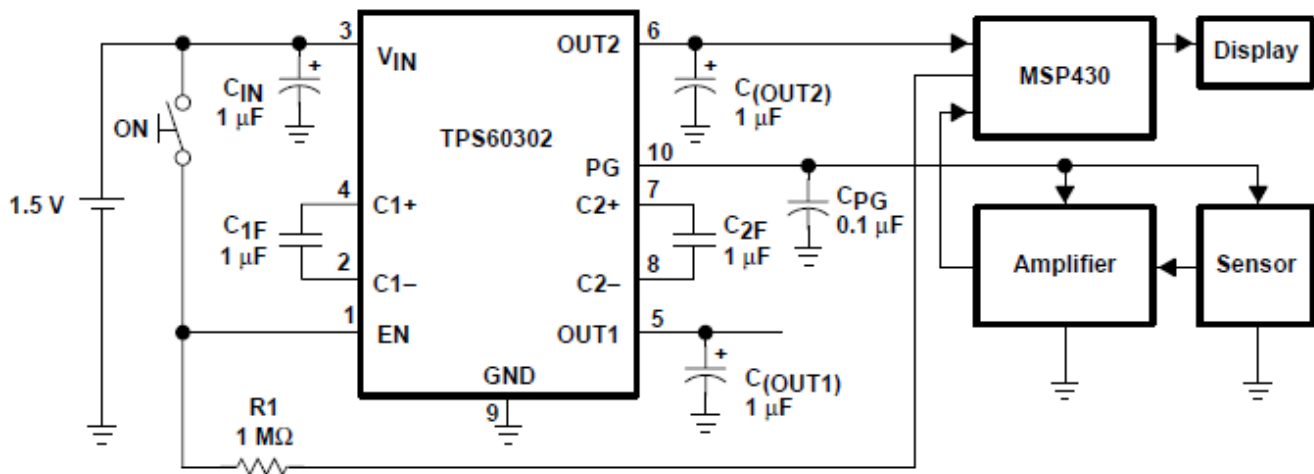 3
VIN
OUT2
6
CIN
1 μF
+
C(OUT2)
1 μF
+
MSP430
Display
ON
TPS60302
PG
10
1.5 V
4
C1+
C2+
7
CPG
0.1 μF
C1F
1 μF
C2F
1 μF
2
C1–
C2–
8
Amplifier
Sensor
1
EN
OUT1
5
+
C(OUT1)
1 μF
GND
9
R1
1 MΩ